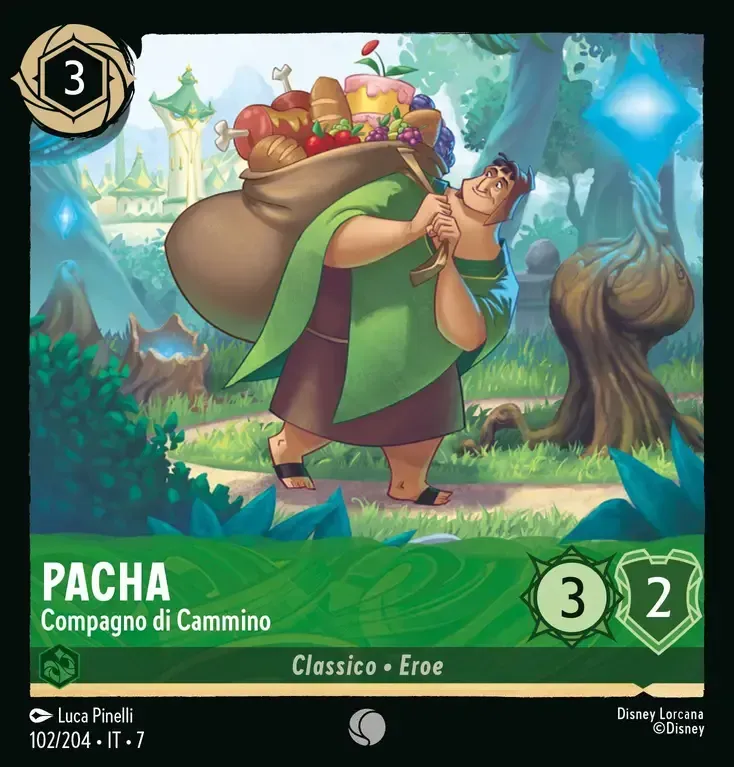 3
PACHA
Compagno di Cammino
3
2
Classico • Eroe
Luca Pinelli
Disney Lorcana
102/204 • IT • 7
©Disney